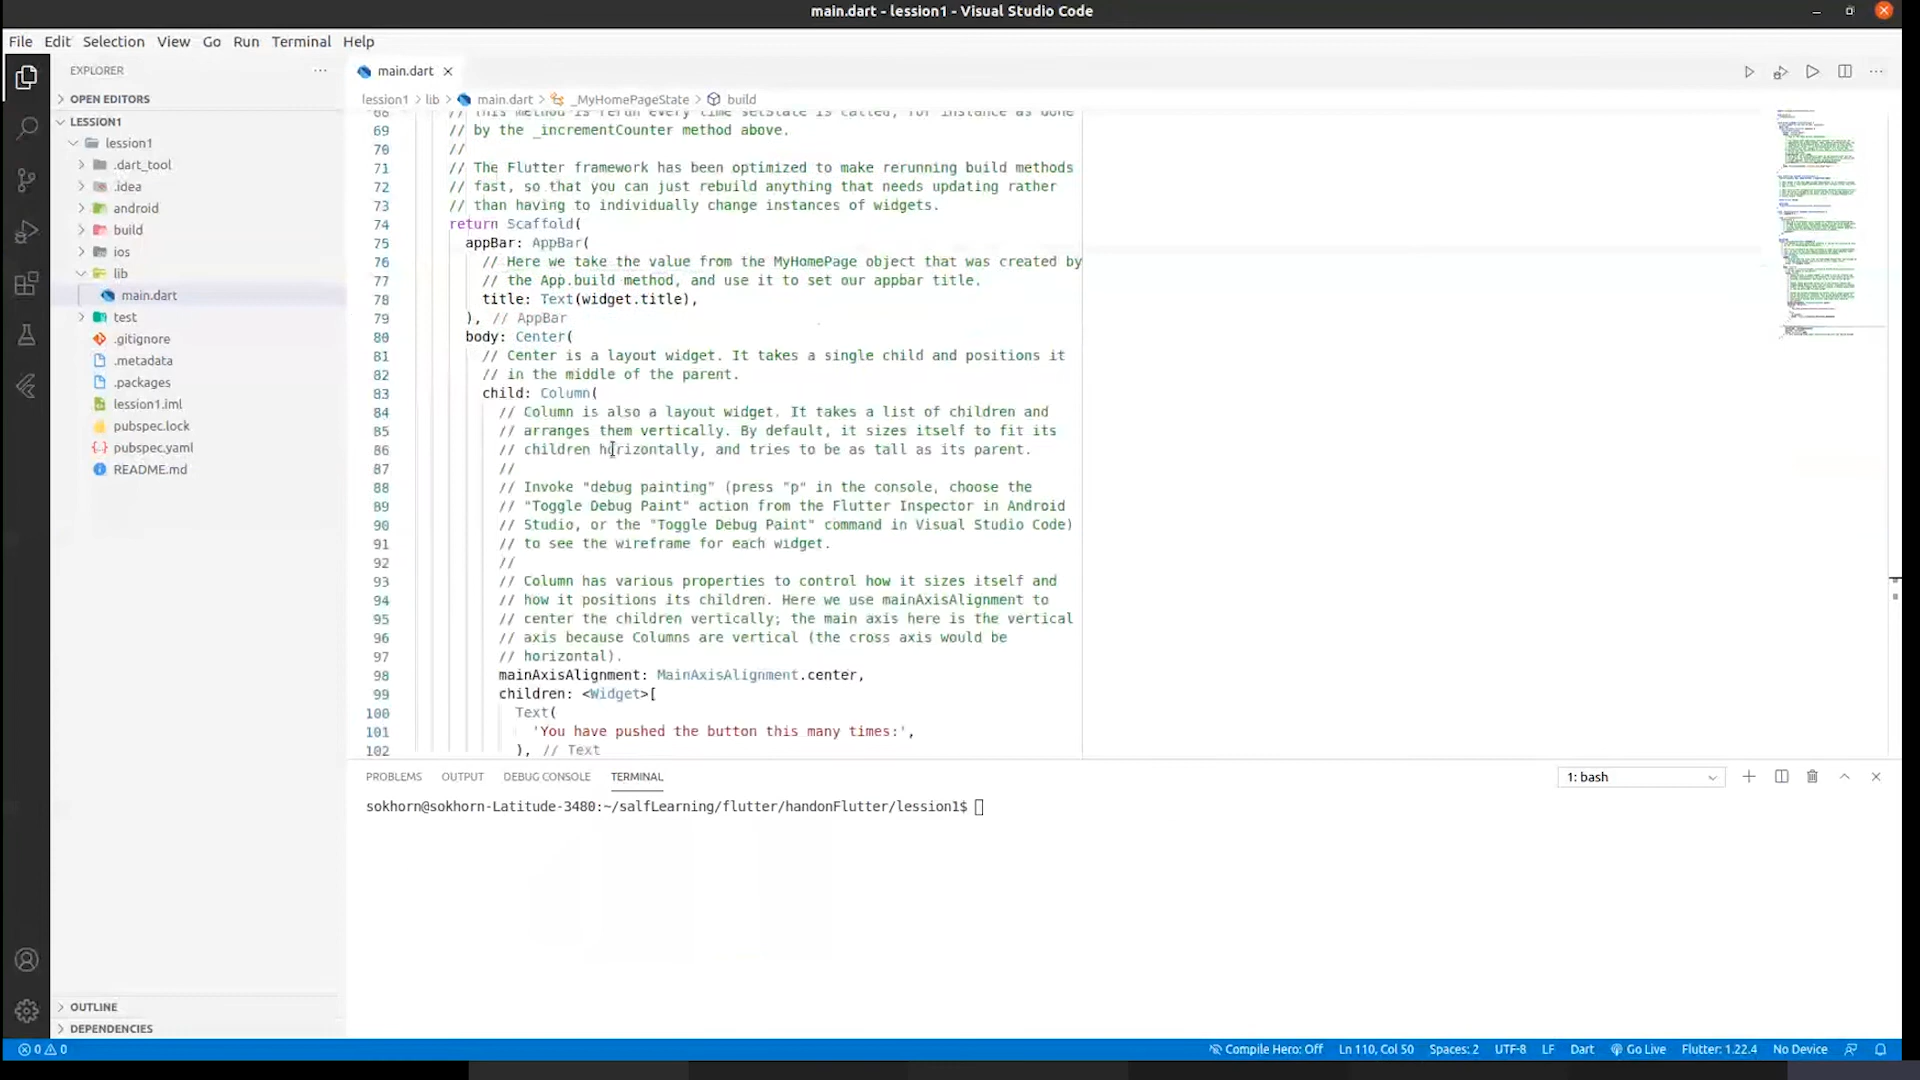 main.dart - lession1 - Visual Studio Code
File Edit Selection View Go Run Terminal Help
EXPLORER
OPEN EDITORS
LESSION1
lession1
.dart_tool
.idea
android
build
ios
lib
main.dart
test
.gitignore
.metadata
.packages
lession1.iml
pubspec.lock
pubspec.yaml
README.md
OUTLINE
DEPENDENCIES
main.dart
lession1 > lib > main.dart > _MyHomePageState > build
68 // This method is rerun every time setState is called, for instance as done
69 // by the _incrementCounter method above.
70 //
71 // The Flutter framework has been optimized to make rerunning build methods
72 // fast, so that you can just rebuild anything that needs updating rather
73 // than having to individually change instances of widgets.
74 return Scaffold(
75 appBar: AppBar(
76 // Here we take the value from the MyHomePage object that was created by
77 // the App.build method, and use it to set our appbar title.
78 title: Text(widget.title),
79 ), // AppBar
80 body: Center(
81 // Center is a layout widget. It takes a single child and positions it
82 // in the middle of the parent.
83 child: Column(
84 // Column is also a layout widget. It takes a list of children and
85 // arranges them vertically. By default, it sizes itself to fit its
86 // children horizontally, and tries to be as tall as its parent.
87 //
88 // Invoke "debug painting" (press "p" in the console, choose the
89 // "Toggle Debug Paint" action from the Flutter Inspector in Android
90 // Studio, or the "Toggle Debug Paint" command in Visual Studio Code)
91 // to see the wireframe for each widget.
92 //
93 // Column has various properties to control how it sizes itself and
94 // how it positions its children. Here we use mainAxisAlignment to
95 // center the children vertically; the main axis here is the vertical
96 // axis because Columns are vertical (the cross axis would be
97 // horizontal).
98 mainAxisAlignment: MainAxisAlignment.center,
99 children: <Widget>[
100 Text(
101 'You have pushed the button this many times:',
102 ), // Text
PROBLEMS OUTPUT DEBUG CONSOLE TERMINAL
1: bash
sokhorn@sokhorn-Latitude-3480:~/salfLearning/flutter/handonFlutter/lession1$
0 0
Compile Hero: Off Ln 110, Col 50 Spaces: 2 UTF-8 LF Dart Go Live Flutter: 1.22.4 No Device